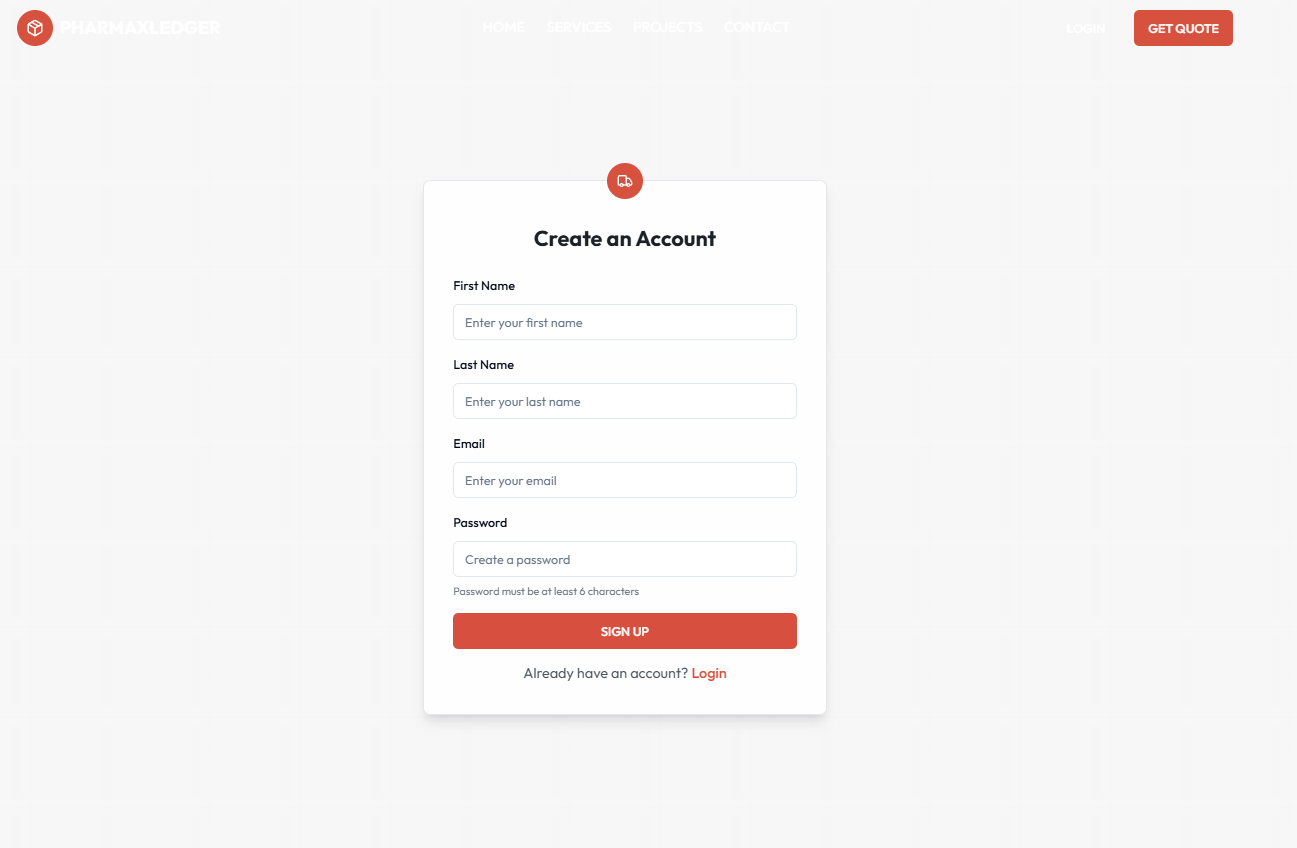 PHARMAXLEDGER HOME SERVICES PROJECTS CONTACT LOGIN GET QUOTE
Create an Account
First Name
Enter your first name
Last Name
Enter your last name
Email
Enter your email
Password
Create a password
Password must be at least 6 characters
SIGN UP
Already have an account? Login